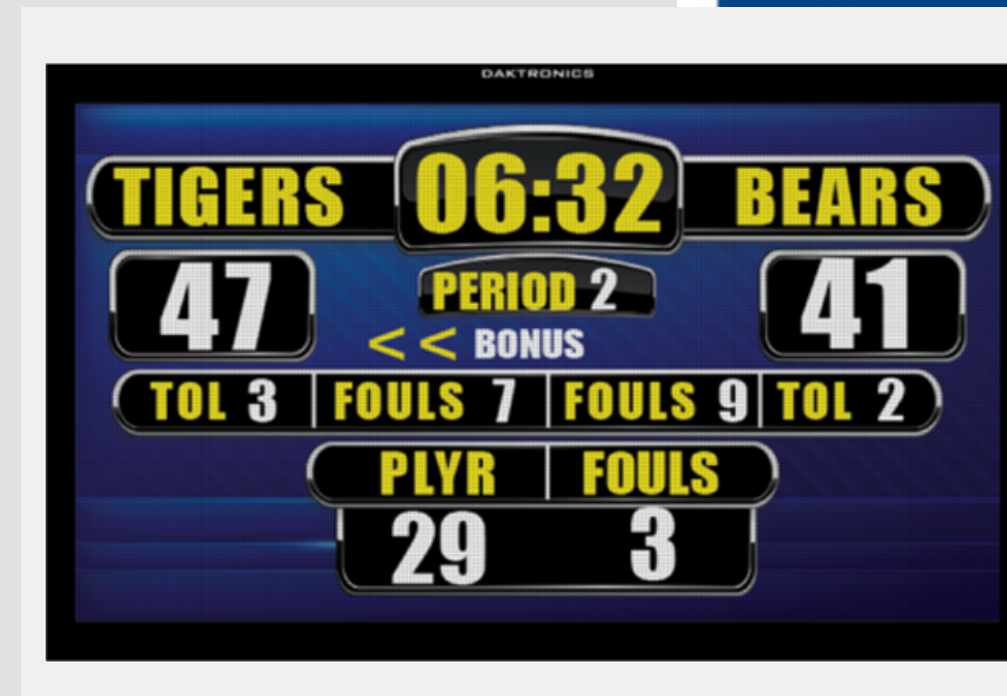 DAKTRONICS
TIGERS 06:32 BEARS
47 PERIOD 2 41
<< BONUS
TOL 3 FOULS 7 FOULS 9 TOL 2
PLYR FOULS
29 3